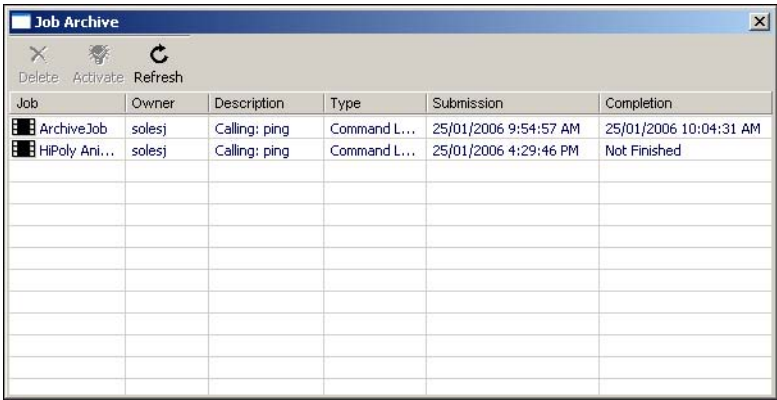 Job Archive
Delete Activate Refresh
Job Owner Description Type Submission Completion
ArchiveJob solesj Calling: ping Command L... 25/01/2006 9:54:57 AM 25/01/2006 10:04:31 AM
HiPoly Ani... solesj Calling: ping Command L... 25/01/2006 4:29:46 PM Not Finished